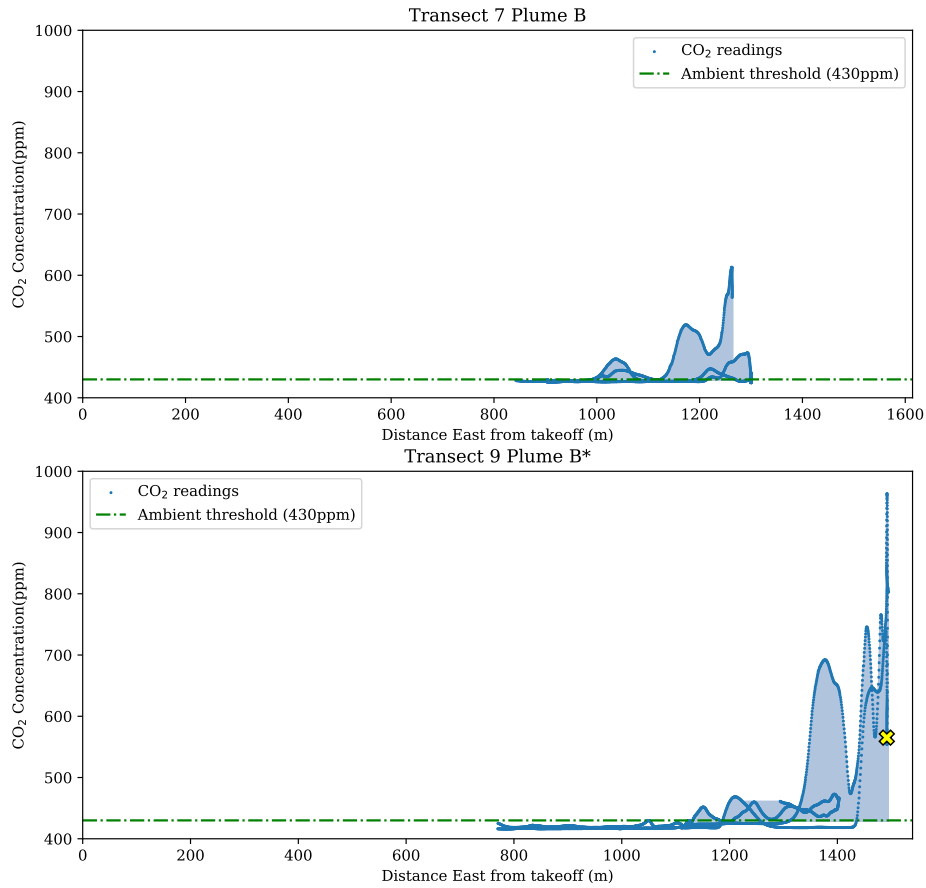 Transect 7 Plume B
1000
900
800
700
600
500
400
CO₂ Concentration(ppm)
CO₂ readings
Ambient threshold (430ppm)
0 200 400 600 800 1000 1200 1400 1600
Distance East from takeoff (m)
Transect 9 Plume B*
1000
900
800
700
600
500
400
CO₂ Concentration(ppm)
CO₂ readings
Ambient threshold (430ppm)
0 200 400 600 800 1000 1200 1400
Distance East from takeoff (m)